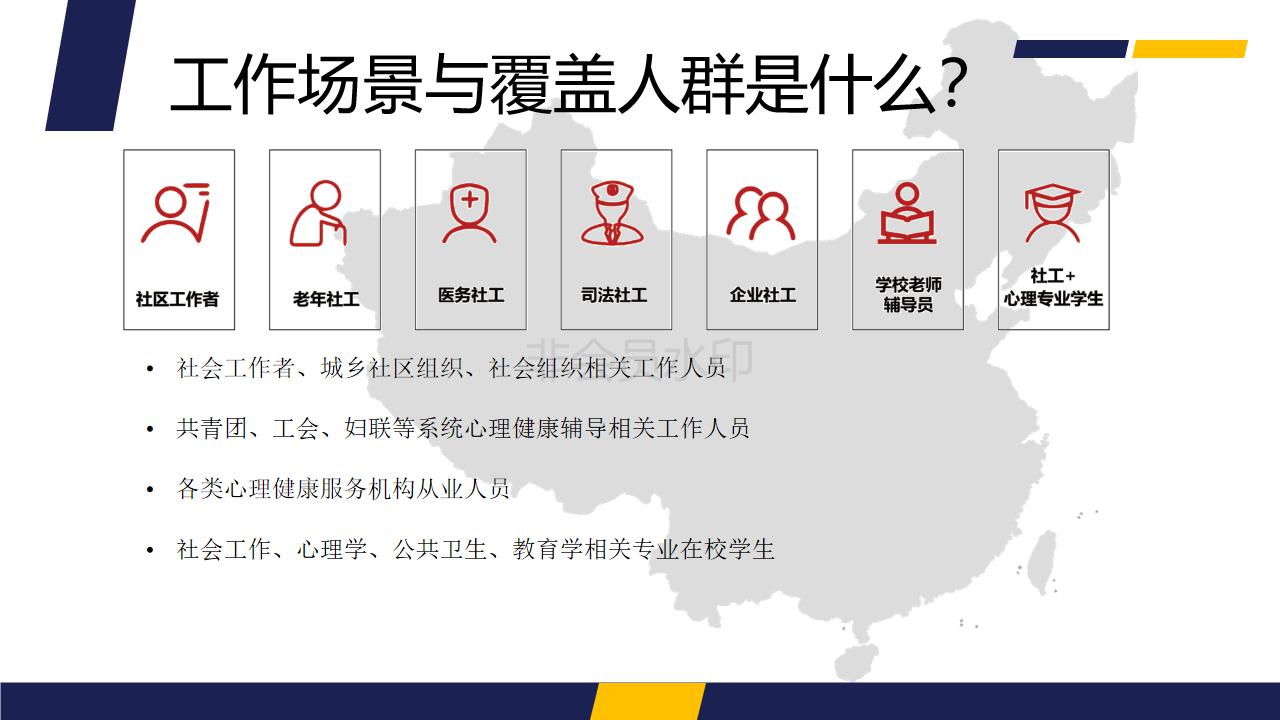 工作场景与覆盖人群是什么?
社区工作者
老年社工
医务社工
司法社工
企业社工
学校老师
辅导员
社工+
心理专业学生
非会员水印
• 社会工作者、城乡社区组织、社会组织相关工作人员
• 共青团、工会、妇联等系统心理健康辅导相关工作人员
• 各类心理健康服务机构从业人员
• 社会工作、心理学、公共卫生、教育学相关专业在校学生